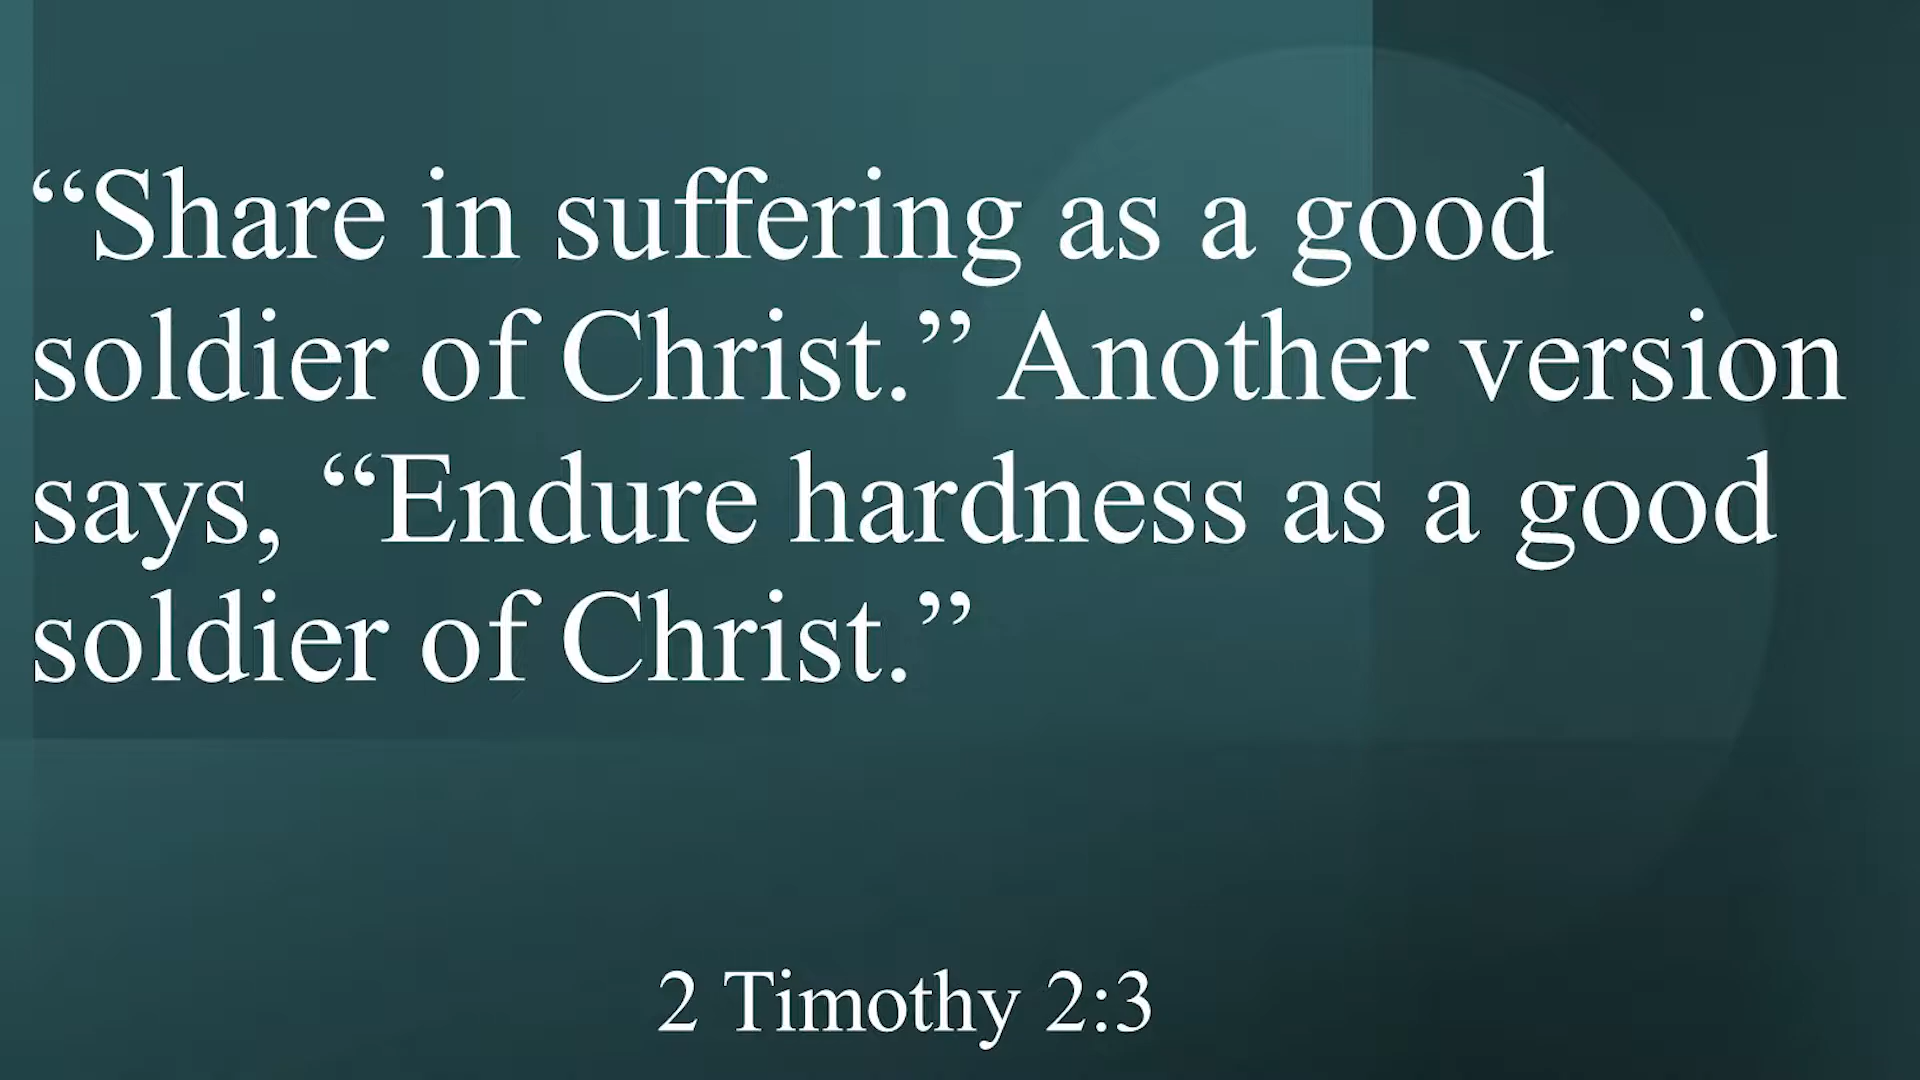 “Share in suffering as a good
soldier of Christ.” Another version
says, “Endure hardness as a good
soldier of Christ.”
2 Timothy 2:3